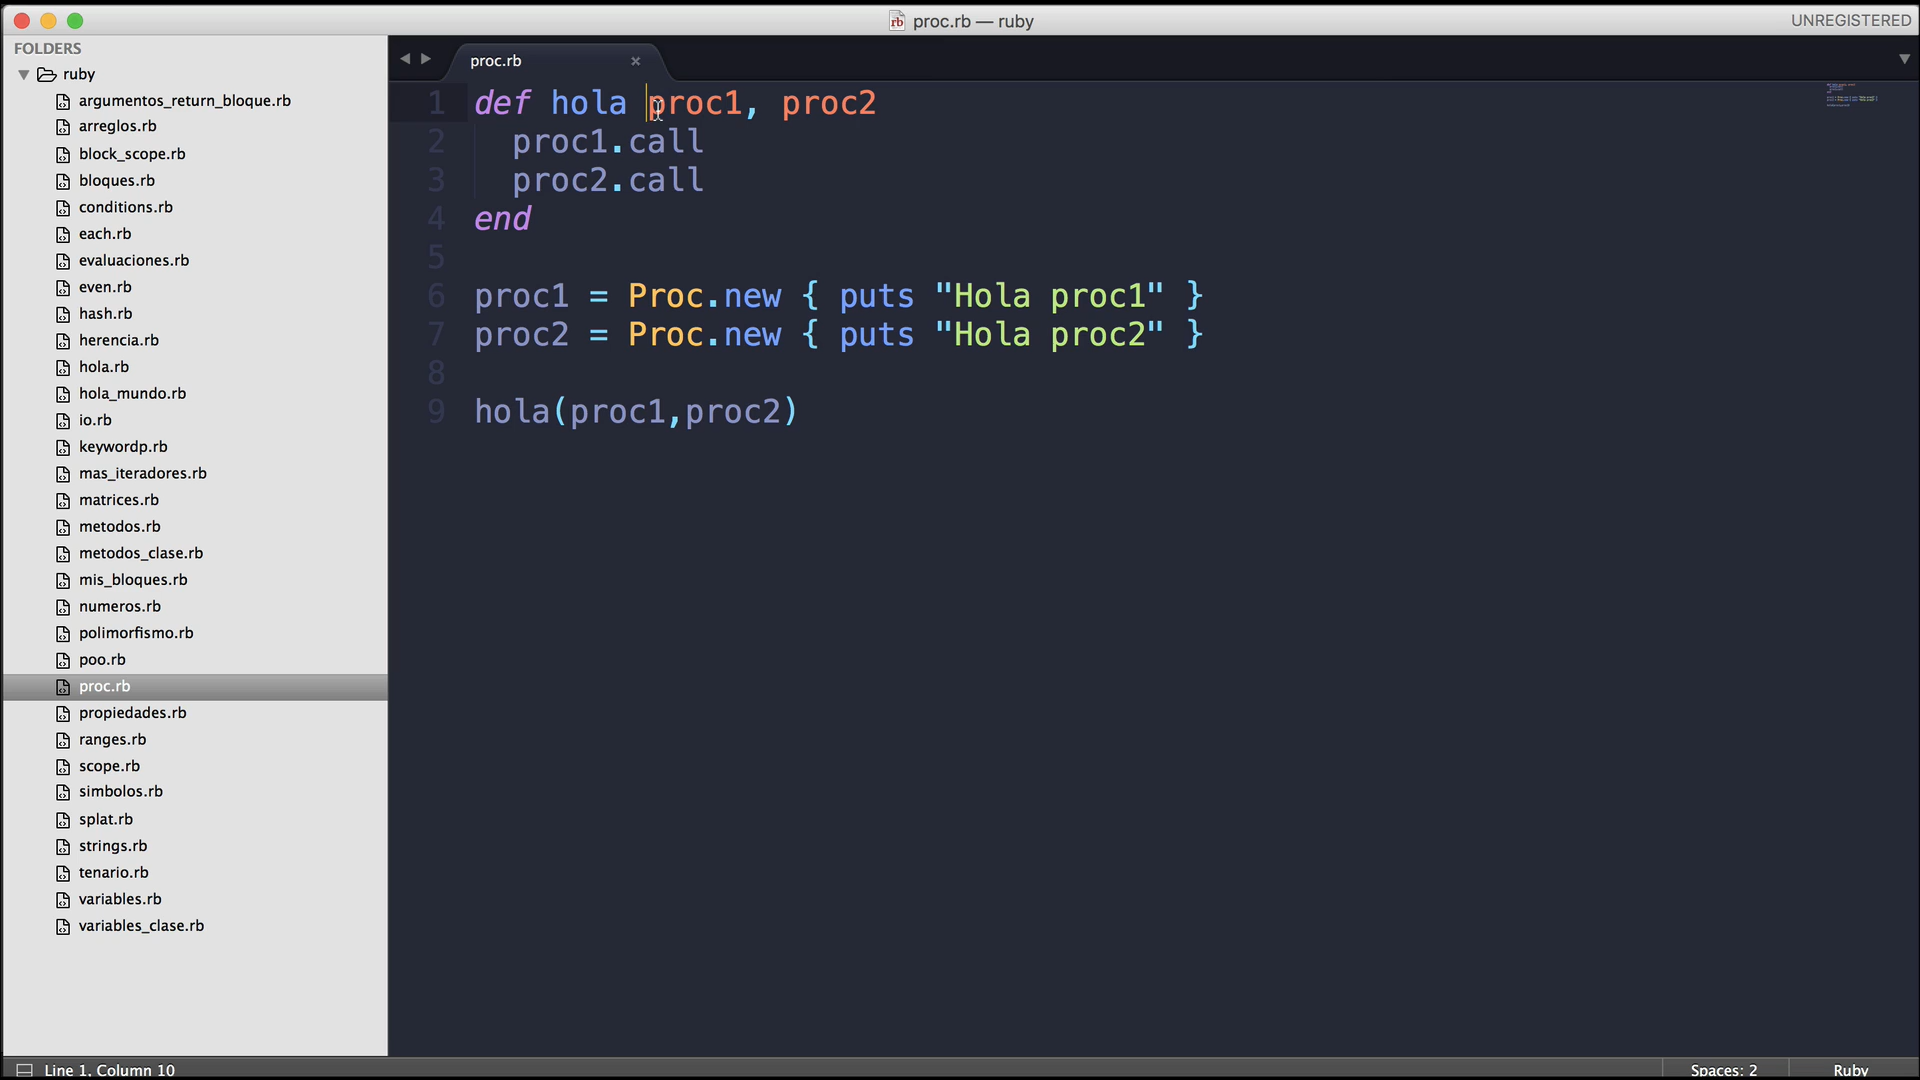 proc.rb — ruby
UNREGISTERED
FOLDERS
ruby
argumentos_return_bloque.rb
arreglos.rb
block_scope.rb
bloques.rb
conditions.rb
each.rb
evaluaciones.rb
even.rb
hash.rb
herencia.rb
hola.rb
hola_mundo.rb
io.rb
keywordp.rb
mas_iteradores.rb
matrices.rb
metodos.rb
metodos_clase.rb
mis_bloques.rb
numeros.rb
polimorfismo.rb
poo.rb
proc.rb
propiedades.rb
ranges.rb
scope.rb
simbolos.rb
splat.rb
strings.rb
tenario.rb
variables.rb
variables_clase.rb
proc.rb
1 def hola proc1, proc2
2 proc1.call
3 proc2.call
4 end
5
6 proc1 = Proc.new { puts "Hola proc1" }
7 proc2 = Proc.new { puts "Hola proc2" }
8
9 hola(proc1,proc2)
Line 1, Column 10
Spaces: 2
Ruby